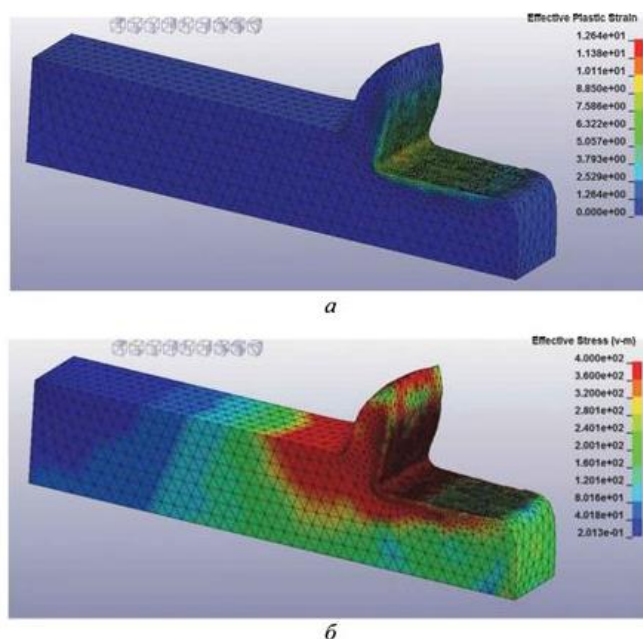 Effective Plastic Strain
1.264e+01
1.138e+01
1.011e+01
8.850e+00
7.586e+00
6.322e+00
5.057e+00
3.793e+00
2.529e+00
1.264e+00
0.000e+00
а
Effective Stress (v-m)
4.000e+02
3.600e+02
3.200e+02
2.801e+02
2.401e+02
2.001e+02
1.601e+02
1.201e+02
8.016e+01
4.018e+01
2.013e-01
б